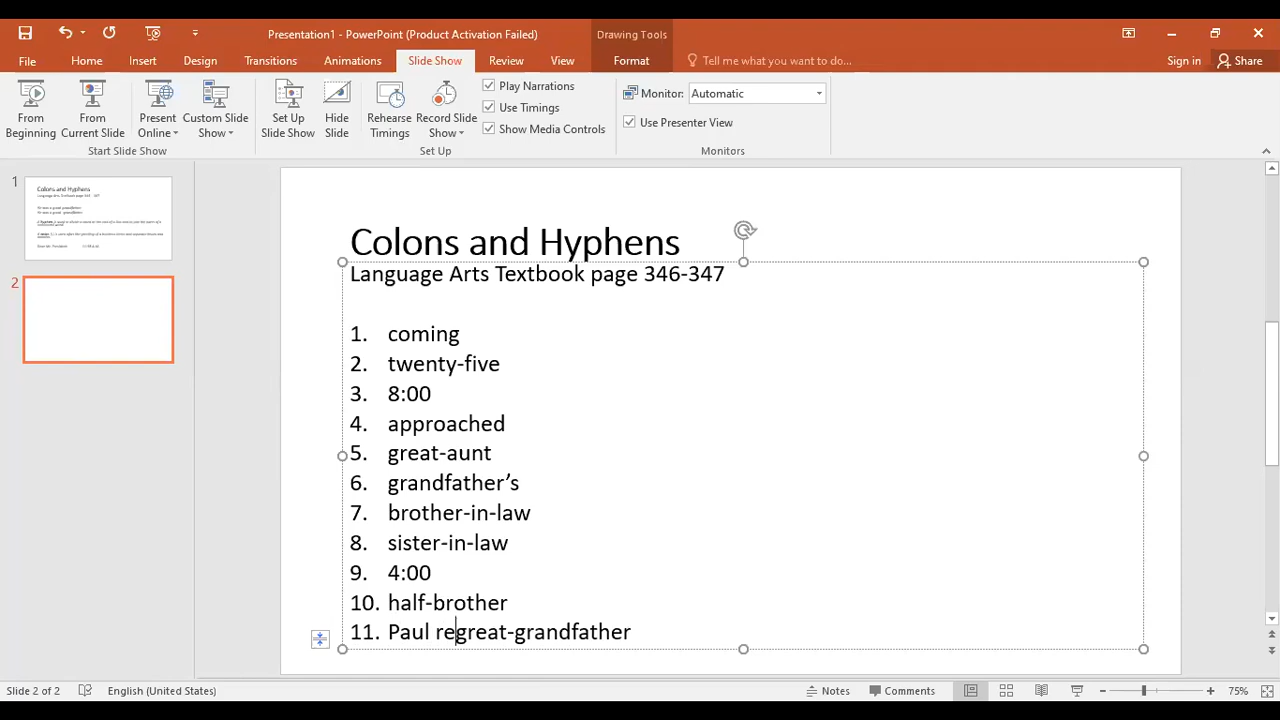 Presentation1 - PowerPoint (Product Activation Failed)
Drawing Tools
File Home Insert Design Transitions Animations Slide Show Review View Format Tell me what you want to do... Sign in Share
From Beginning
From Current Slide
Present Online
Custom Slide Show
Set Up Slide Show
Hide Slide
Rehearse Timings
Record Slide Show
Play Narrations
Use Timings
Show Media Controls
Monitor: Automatic
Use Presenter View
Start Slide Show
Set Up
Monitors
1
Colons and Hyphens
2
Colons and Hyphens
Language Arts Textbook page 346-347
1. coming
2. twenty-five
3. 8:00
4. approached
5. great-aunt
6. grandfather’s
7. brother-in-law
8. sister-in-law
9. 4:00
10. half-brother
11. Paul regreat-grandfather
Slide 2 of 2 English (United States) Notes Comments 75%